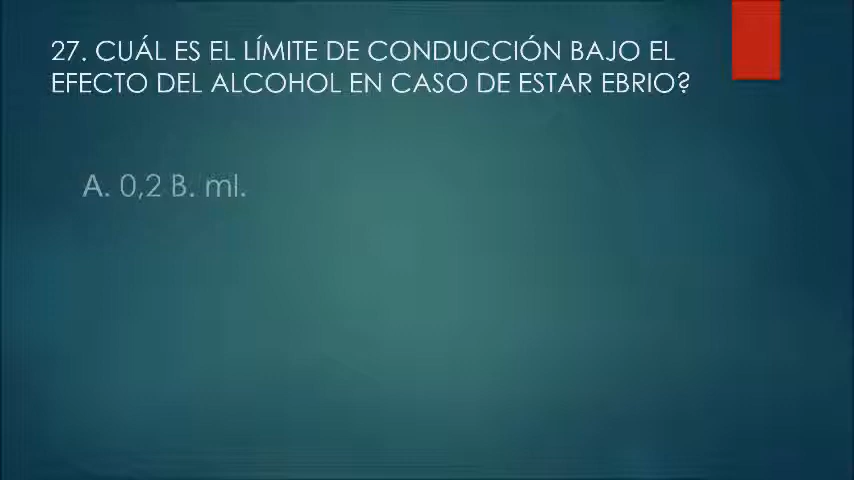 27. CUÁL ES EL LÍMITE DE CONDUCCIÓN BAJO EL
EFECTO DEL ALCOHOL EN CASO DE ESTAR EBRIO?
A. 0,2 B. ml.